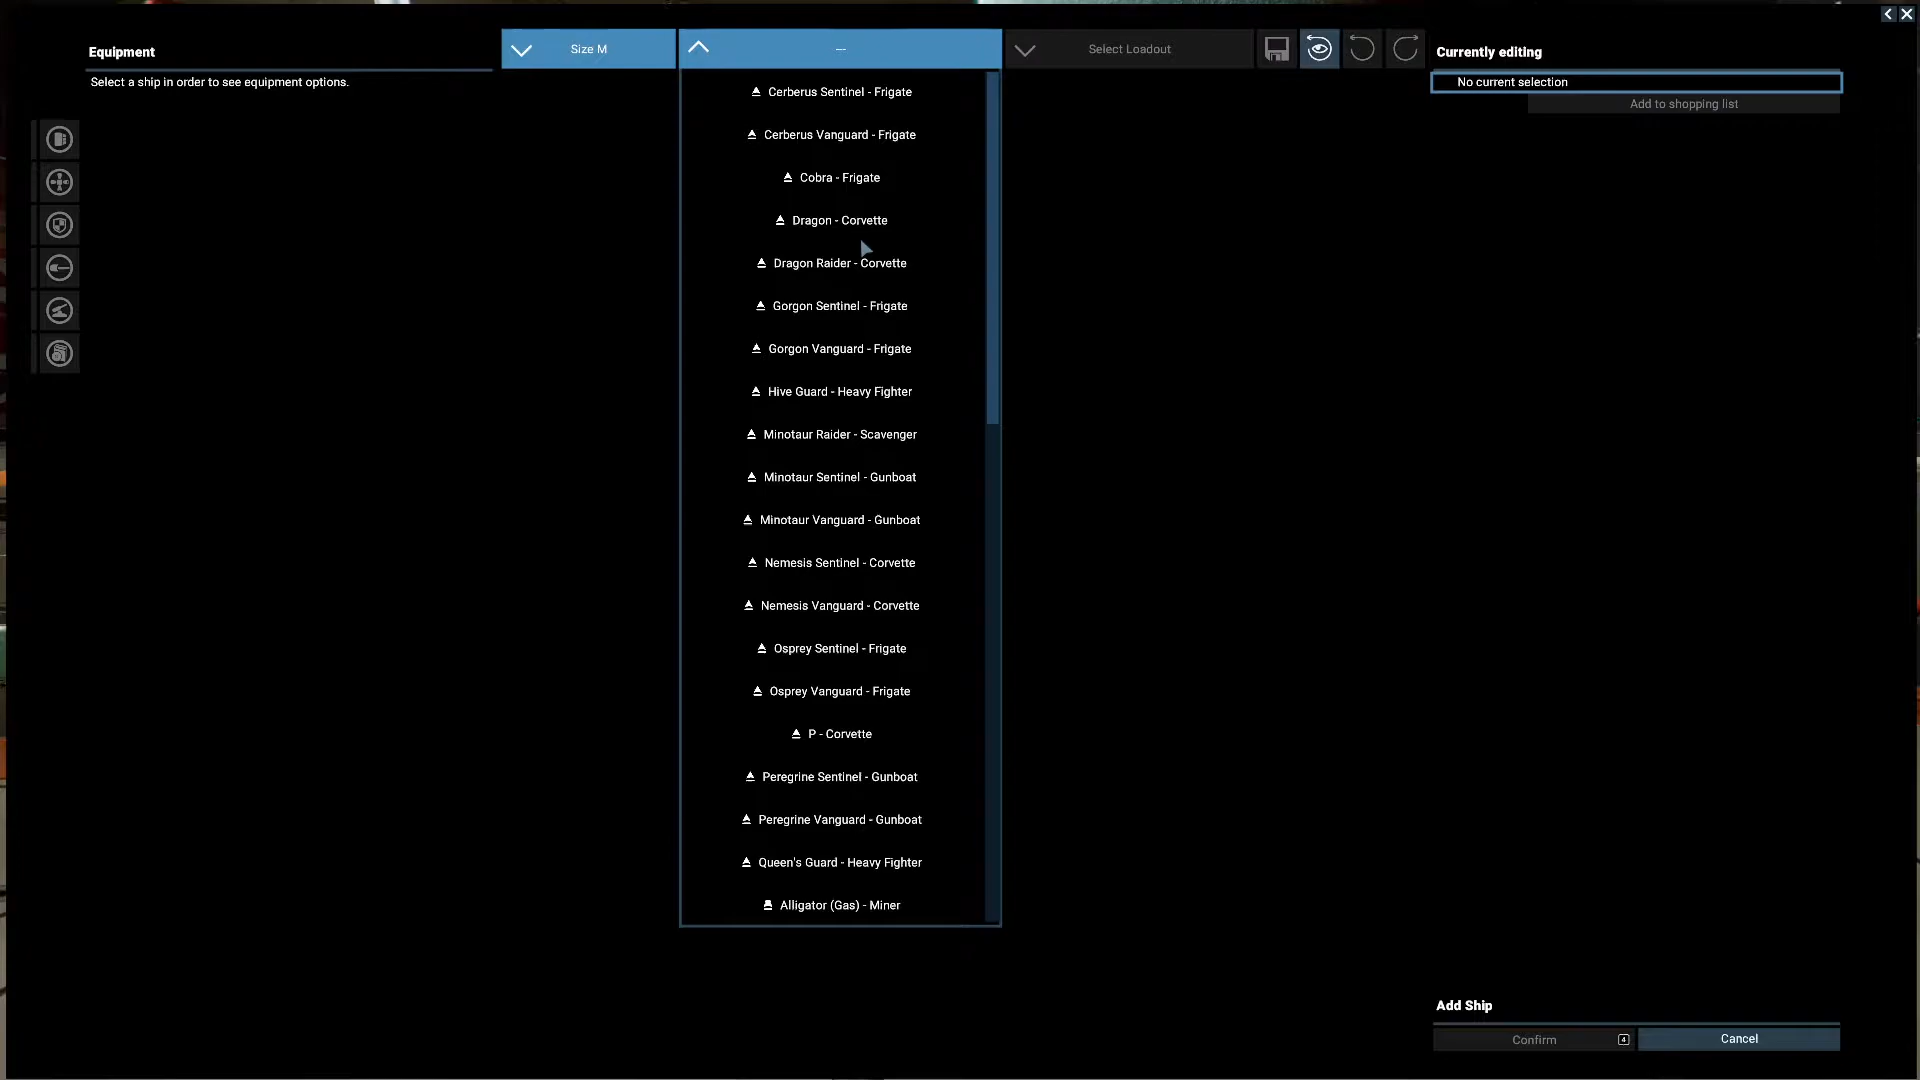 Equipment
Select a ship in order to see equipment options.
Size M
---
Select Loadout
Currently editing
No current selection
Add to shopping list
Cerberus Sentinel - Frigate
Cerberus Vanguard - Frigate
Cobra - Frigate
Dragon - Corvette
Dragon Raider - Corvette
Gorgon Sentinel - Frigate
Gorgon Vanguard - Frigate
Hive Guard - Heavy Fighter
Minotaur Raider - Scavenger
Minotaur Sentinel - Gunboat
Minotaur Vanguard - Gunboat
Nemesis Sentinel - Corvette
Nemesis Vanguard - Corvette
Osprey Sentinel - Frigate
Osprey Vanguard - Frigate
P - Corvette
Peregrine Sentinel - Gunboat
Peregrine Vanguard - Gunboat
Queen's Guard - Heavy Fighter
Alligator (Gas) - Miner
Add Ship
Confirm
Cancel